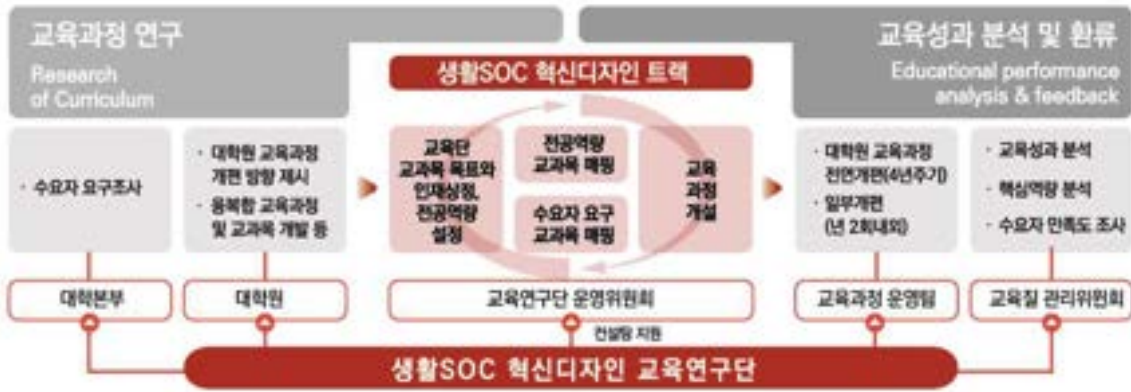 교육과정 연구
Research
of Curriculum
교육성과 분석 및 환류
Educational performance
analysis & feedback
생활SOC 혁신디자인 트랙
· 수요자 요구조사
· 대학원 교육과정
개편 방향 제시
· 융복합 교육과정
및 교과목 개발 등
교육단
교과목 목표와
인재상정,
전공역량
설정
전공역량
교과목 매핑
수요자 요구
교과목 매핑
교육
과정
개설
· 대학원 교육과정
전면개편(4년주기)
· 일부개편
(년 2회내외)
· 교육성과 분석
· 핵심역량 분석
· 수요자 만족도 조사
대학본부
대학원
교육연구단 운영위원회
교육과정 운영팀
교육질 관리위원회
컨설팅 지원
생활SOC 혁신디자인 교육연구단